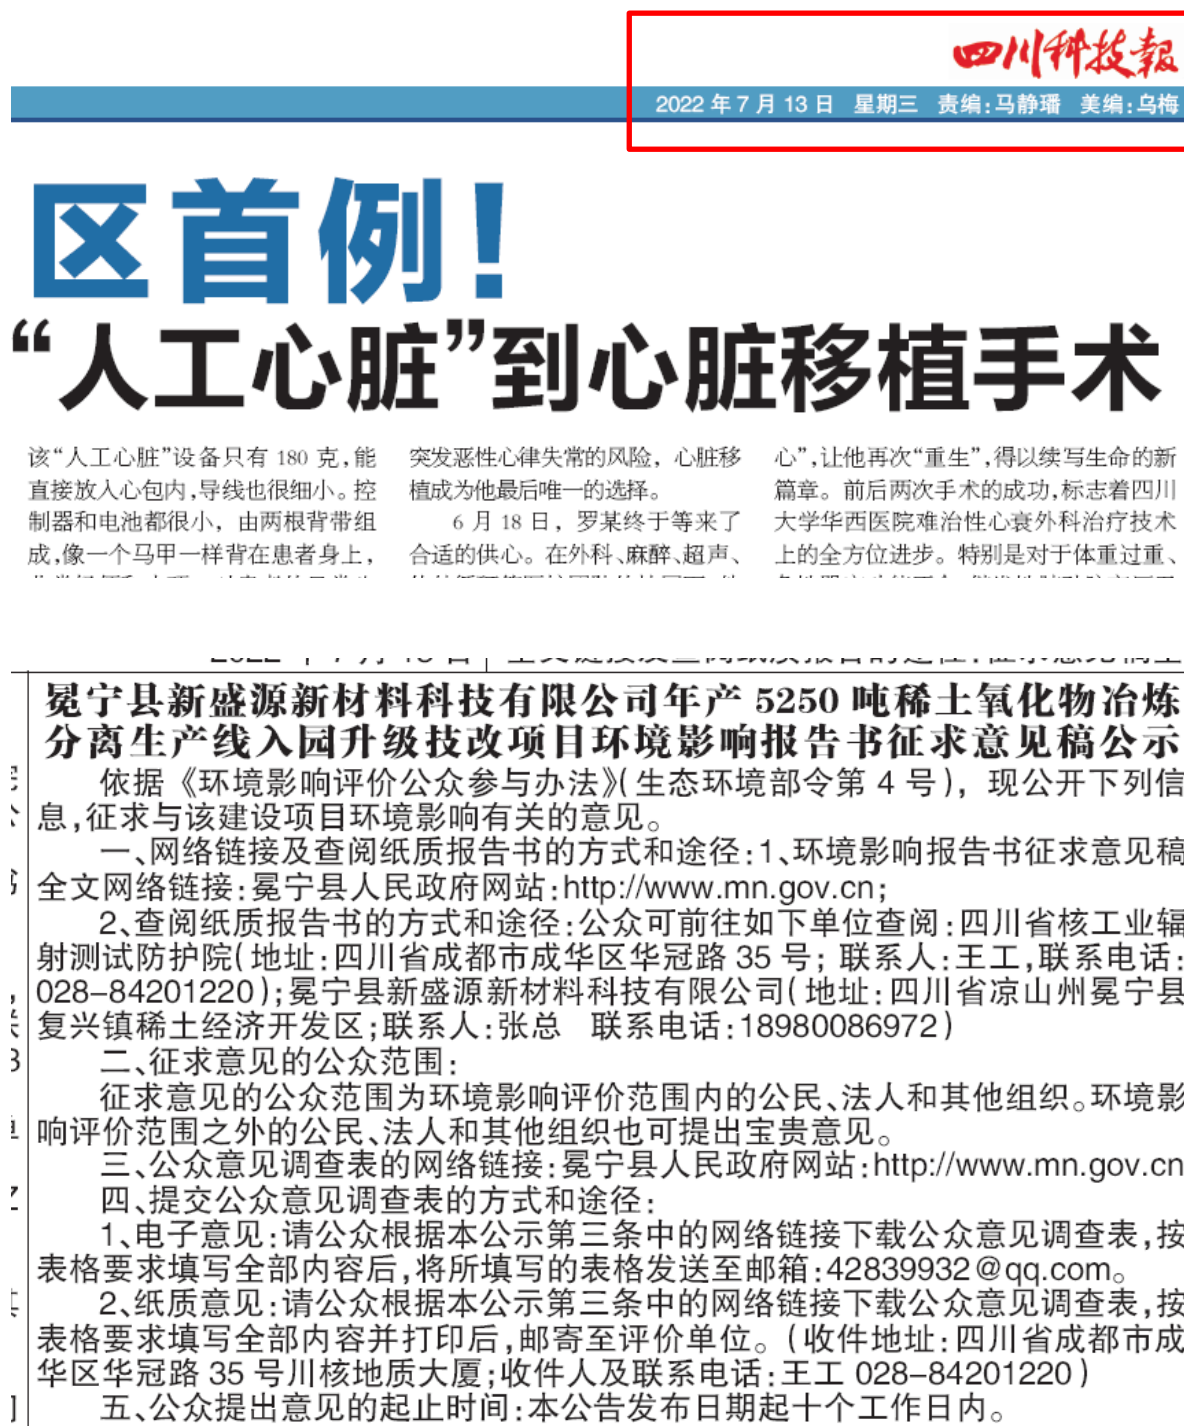 四川科技報
2022 年 7 月 13 日 星期三 责编:马静璠 美编:乌梅
区首例!
“人工心脏”到心脏移植手术
该“人工心脏”设备只有 180 克,能
直接放入心包内,导线也很细小。控
制器和电池都很小，由两根背带组
成,像一个马甲一样背在患者身上，
突发恶性心律失常的风险，心脏移
植成为他最后唯一的选择。
6 月 18 日，罗某终于等来了
合适的供心。在外科、麻醉、超声、
心”,让他再次“重生”,得以续写生命的新
篇章。前后两次手术的成功,标志着四川
大学华西医院难治性心衰外科治疗技术
上的全方位进步。特别是对于体重过重、
冕宁县新盛源新材料科技有限公司年产 5250 吨稀土氧化物冶炼
分离生产线入园升级技改项目环境影响报告书征求意见稿公示
依据《环境影响评价公众参与办法》(生态环境部令第 4 号)，现公开下列信
息,征求与该建设项目环境影响有关的意见。
一、网络链接及查阅纸质报告书的方式和途径:1、环境影响报告书征求意见稿
全文网络链接:冕宁县人民政府网站:http://www.mn.gov.cn;
2、查阅纸质报告书的方式和途径:公众可前往如下单位查阅:四川省核工业辐
射测试防护院(地址:四川省成都市成华区华冠路 35 号; 联系人:王工,联系电话:
028-84201220);冕宁县新盛源新材料科技有限公司(地址:四川省凉山州冕宁县
复兴镇稀土经济开发区;联系人:张总 联系电话:18980086972)
二、征求意见的公众范围:
征求意见的公众范围为环境影响评价范围内的公民、法人和其他组织。环境影
响评价范围之外的公民、法人和其他组织也可提出宝贵意见。
三、公众意见调查表的网络链接:冕宁县人民政府网站:http://www.mn.gov.cn
四、提交公众意见调查表的方式和途径:
1、电子意见:请公众根据本公示第三条中的网络链接下载公众意见调查表,按
表格要求填写全部内容后,将所填写的表格发送至邮箱:42839932@qq.com。
2、纸质意见:请公众根据本公示第三条中的网络链接下载公众意见调查表,按
表格要求填写全部内容并打印后,邮寄至评价单位。(收件地址:四川省成都市成
华区华冠路 35 号川核地质大厦;收件人及联系电话:王工 028-84201220)
五、公众提出意见的起止时间:本公告发布日期起十个工作日内。